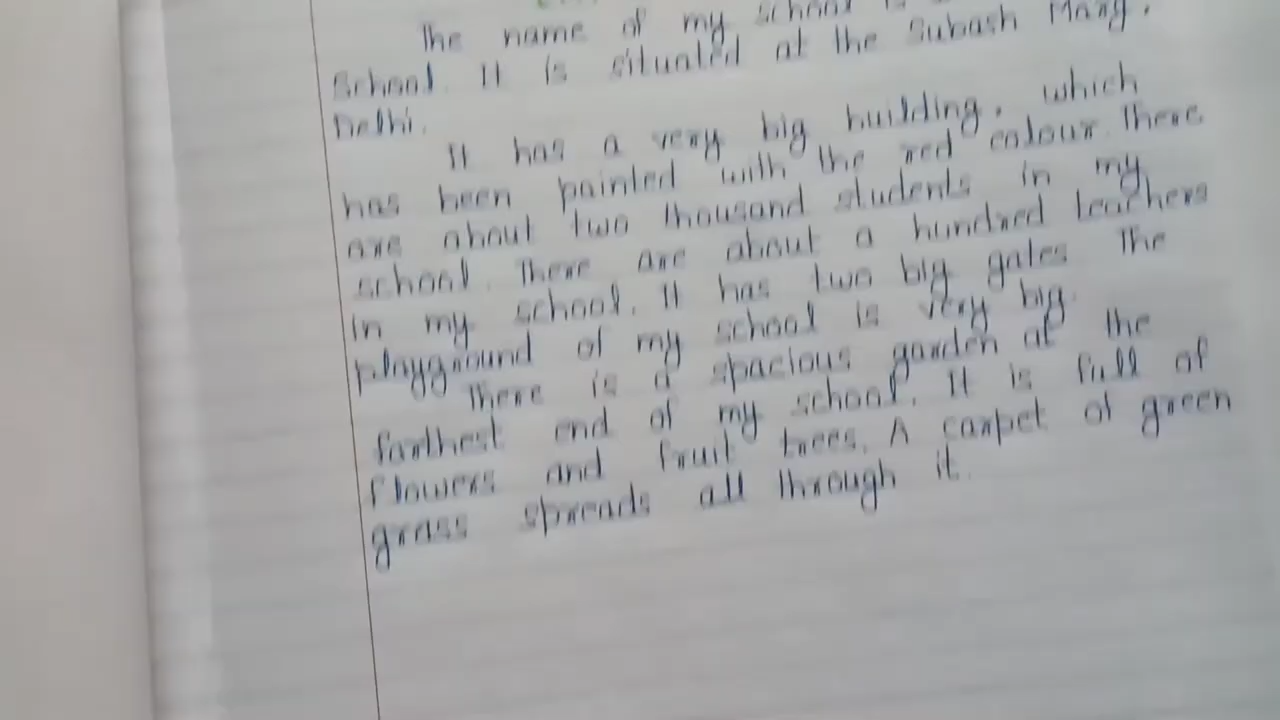 The name of my school is
School. It is situated at the Subash Marg,
Delhi.
It has a very big building, which
has been painted with the red colour. There
are about two thousand students in my
school. There are about a hundred teachers
in my school. It has two big gates The
playground of my school is very big.
There is a spacious garden at the
farthest end of my school. It is full of
flowers and fruit trees. A carpet of green
grass spreads all through it.